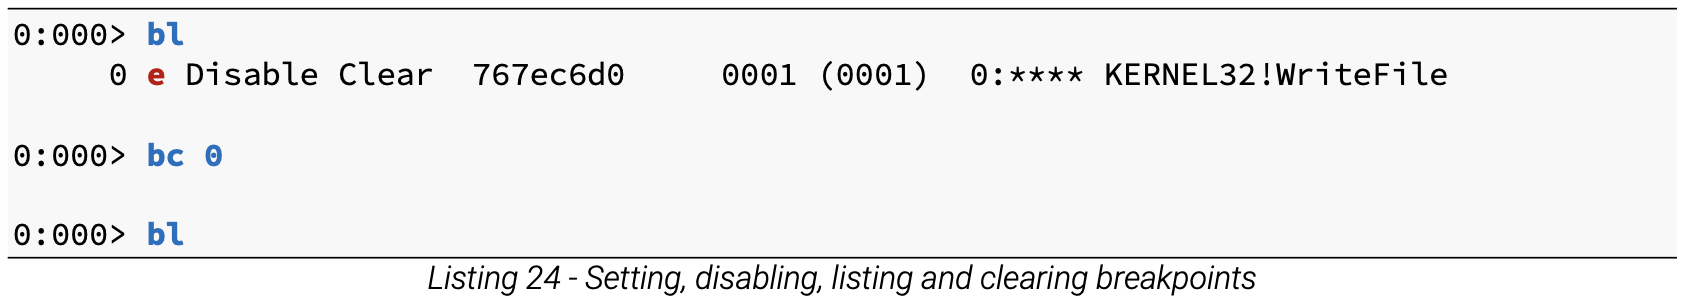 0:000> bl
0 e Disable Clear 767ec6d0 0001 (0001) 0:**** KERNEL32!WriteFile
0:000> bc 0
0:000> bl
Listing 24 - Setting, disabling, listing and clearing breakpoints